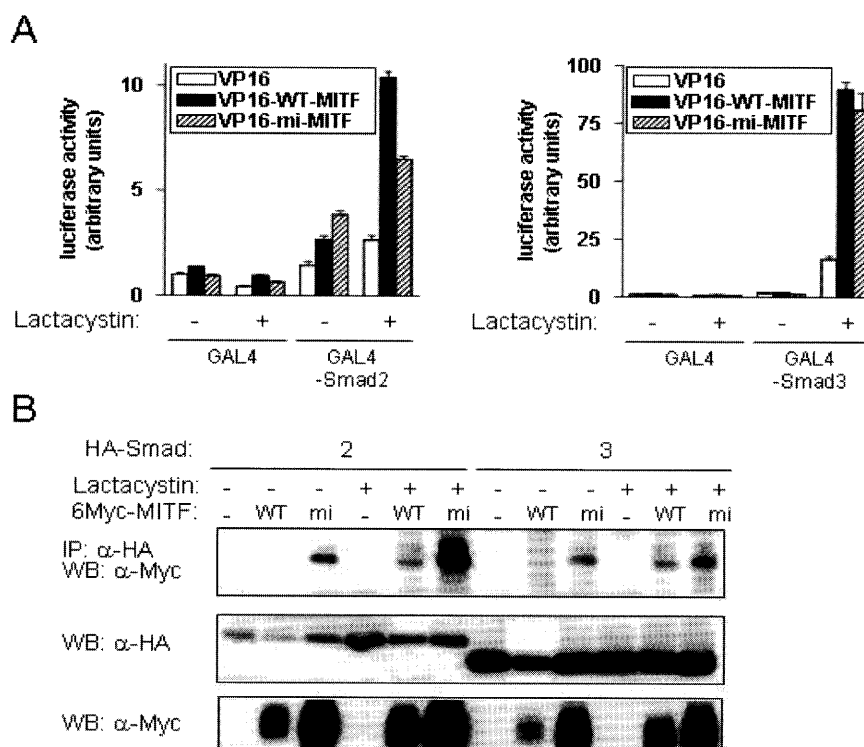 A
luciferase activity
(arbitrary units)
10
5
0
VP16
VP16-WT-MITF
VP16-mi-MITF
Lactacystin: - + - +
GAL4 GAL4
-Smad2
luciferase activity
(arbitrary units)
100
75
50
25
0
VP16
VP16-WT-MITF
VP16-mi-MITF
Lactacystin: - + - +
GAL4 GAL4
-Smad3
B
HA-Smad: 2 3
Lactacystin: - - - + + + - - - + + +
6Myc-MITF: - WT mi - WT mi - WT mi - WT mi
IP: α-HA
WB: α-Myc
WB: α-HA
WB: α-Myc